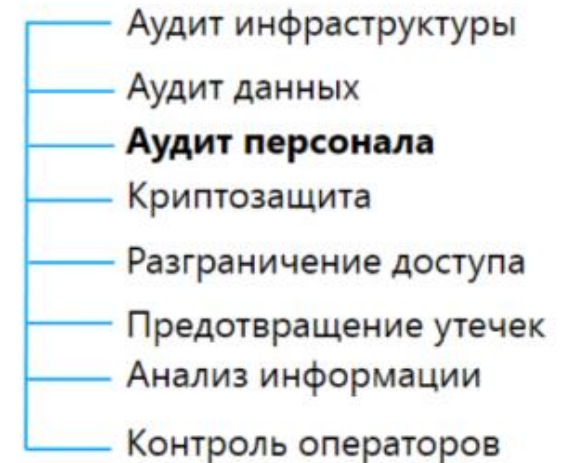 Аудит инфраструктуры
Аудит данных
Аудит персонала
Криптозащита
Разграничение доступа
Предотвращение утечек
Анализ информации
Контроль операторов